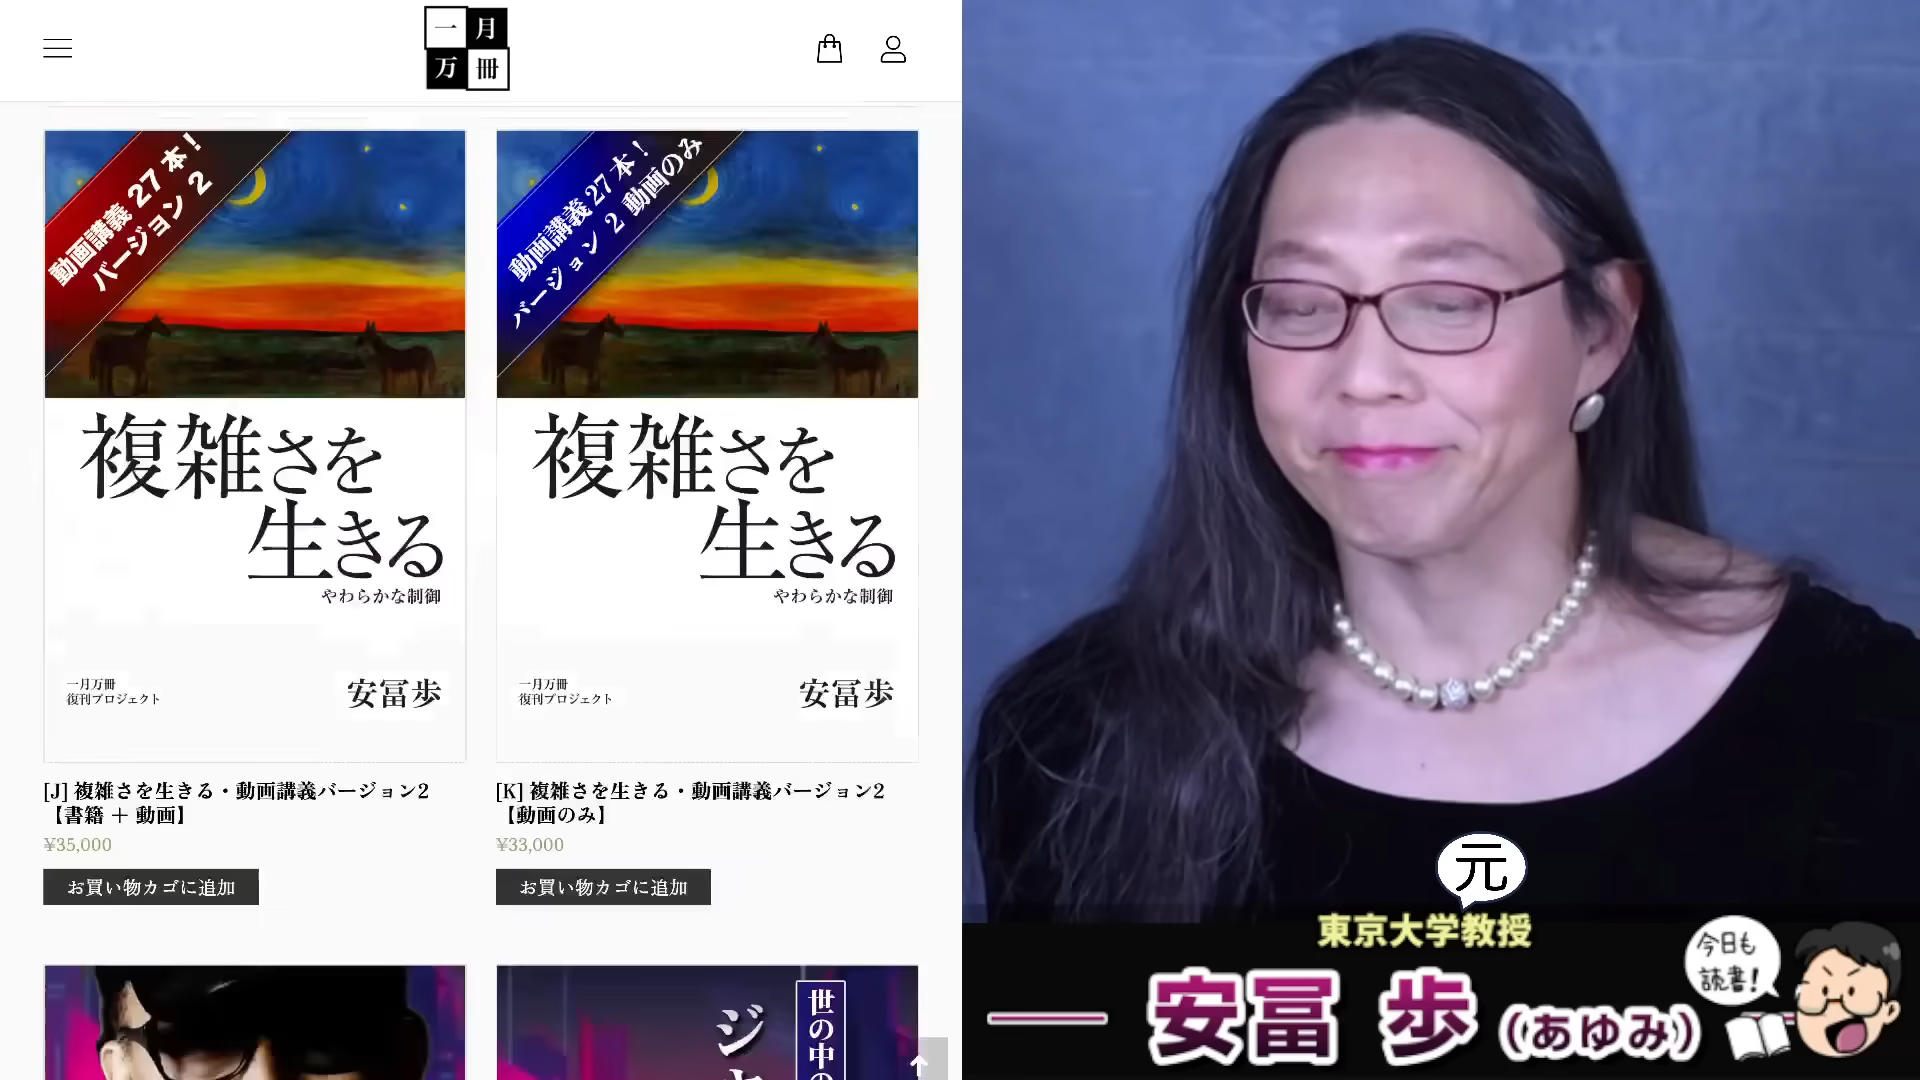 一月
万冊
動画講義 27 本！
バージョン 2
動画講義 27 本！
バージョン 2 動画のみ
複雑さを
生きる
やわらかな制御
一月万冊
復刊プロジェクト
安冨歩
複雑さを
生きる
やわらかな制御
一月万冊
復刊プロジェクト
安冨歩
[J] 複雑さを生きる・動画講義バージョン2
【書籍 ＋ 動画】
¥35,000
お買い物カゴに追加
[K] 複雑さを生きる・動画講義バージョン2
【動画のみ】
¥33,000
お買い物カゴに追加
世の中
元
東京大学教授
安冨 歩 (あゆみ)
今日も
読書!